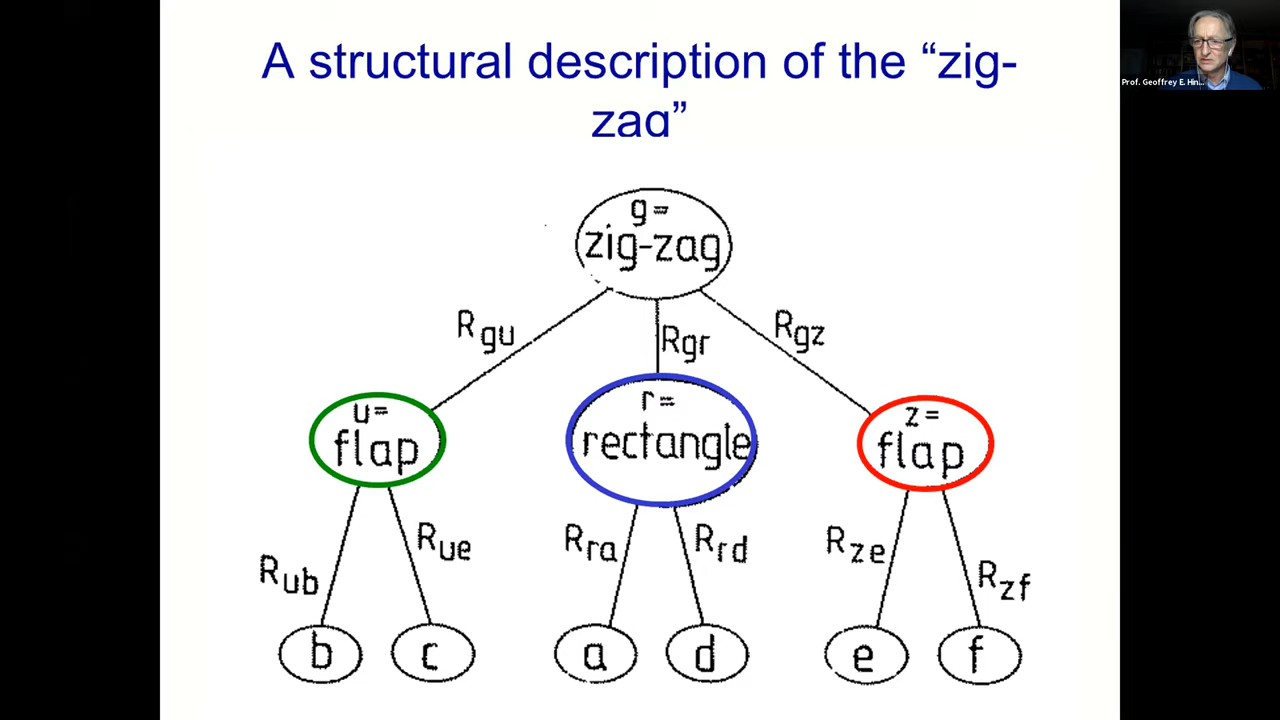 A structural description of the “zig-
zag”
Prof. Geoffrey E. Hin...
g=
zig-zag
Rgu
Rgr
Rgz
u=
flap
r=
rectangle
z=
flap
Rub
Rue
Rra
Rrd
Rze
Rzf
b
c
a
d
e
f